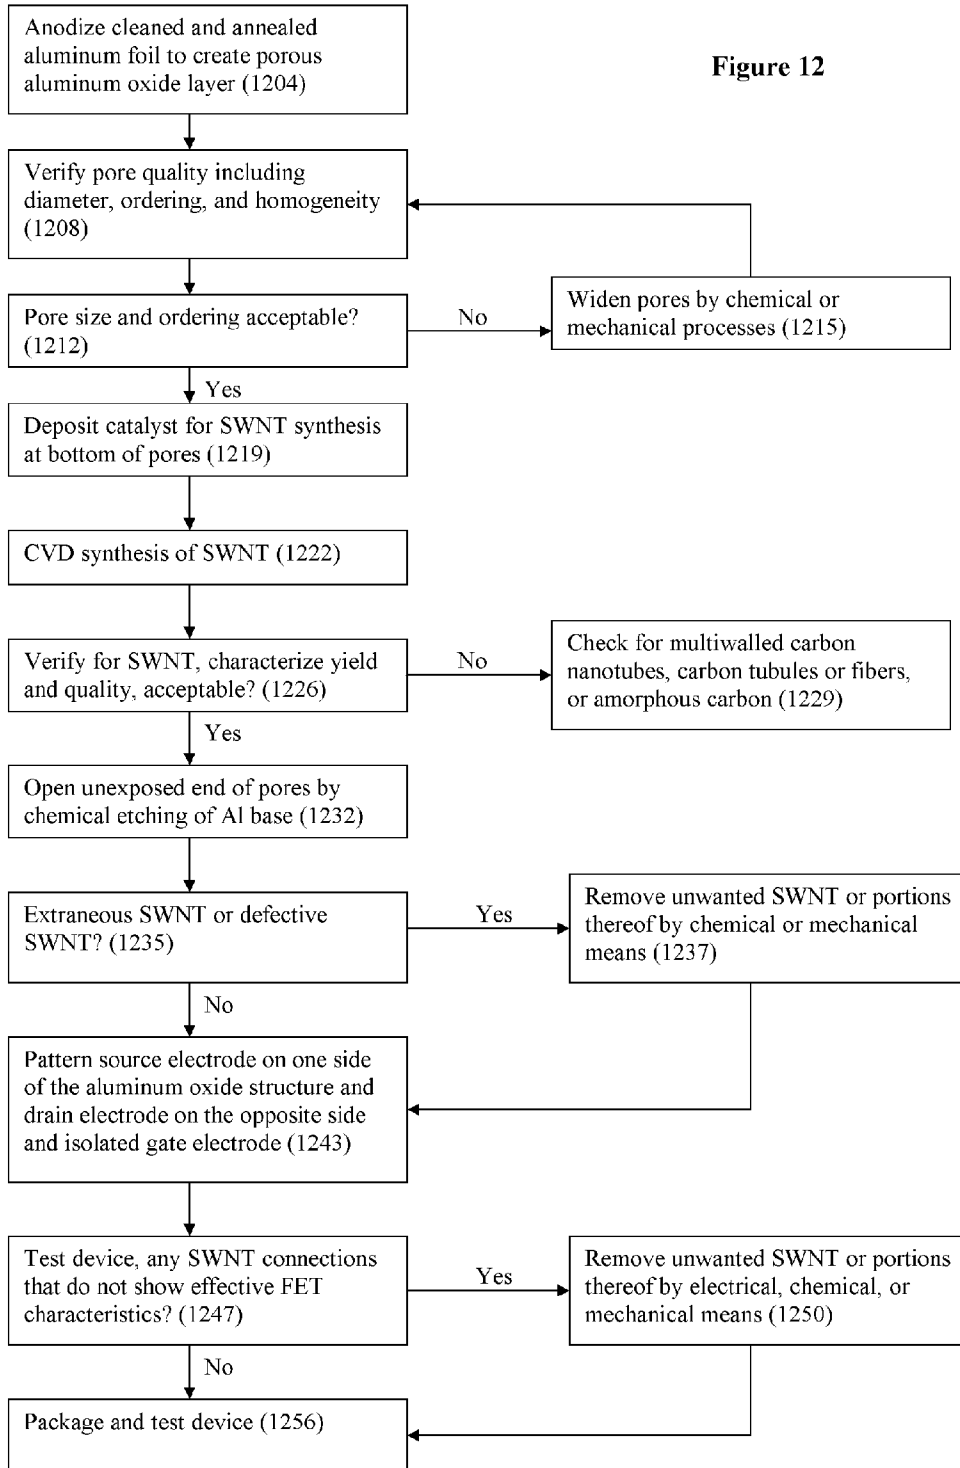 Anodize cleaned and annealed
aluminum foil to create porous
aluminum oxide layer (1204)
Figure 12
Verify pore quality including
diameter, ordering, and homogeneity
(1208)
Pore size and ordering acceptable?
(1212)
No
Widen pores by chemical or
mechanical processes (1215)
Yes
Deposit catalyst for SWNT synthesis
at bottom of pores (1219)
CVD synthesis of SWNT (1222)
Verify for SWNT, characterize yield
and quality, acceptable? (1226)
No
Check for multiwalled carbon
nanotubes, carbon tubules or fibers,
or amorphous carbon (1229)
Yes
Open unexposed end of pores by
chemical etching of Al base (1232)
Extraneous SWNT or defective
SWNT? (1235)
Yes
Remove unwanted SWNT or portions
thereof by chemical or mechanical
means (1237)
No
Pattern source electrode on one side
of the aluminum oxide structure and
drain electrode on the opposite side
and isolated gate electrode (1243)
Test device, any SWNT connections
that do not show effective FET
characteristics? (1247)
Yes
Remove unwanted SWNT or portions
thereof by electrical, chemical, or
mechanical means (1250)
No
Package and test device (1256)